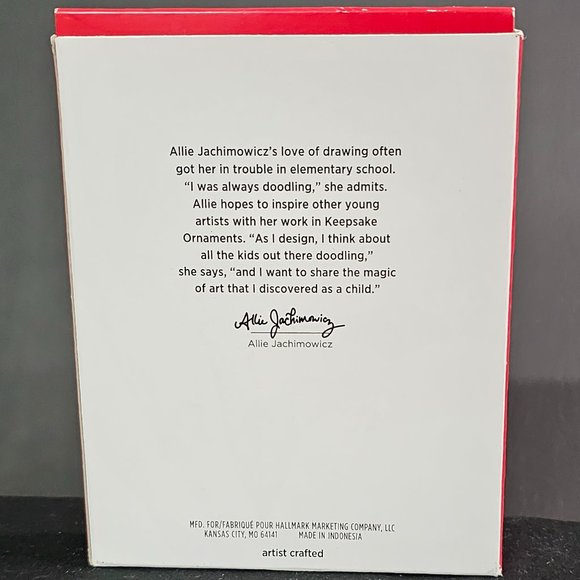 Allie Jachimowicz’s love of drawing often
got her in trouble in elementary school.
“I was always doodling,” she admits.
Allie hopes to inspire other young
artists with her work in Keepsake
Ornaments. “As I design, I think about
all the kids out there doodling,”
she says, “and I want to share the magic
of art that I discovered as a child.”
Allie Jachimowicz
Allie Jachimowicz
MFD. FOR/FABRIQUÉ POUR HALLMARK MARKETING COMPANY, LLC
KANSAS CITY, MO 64141 MADE IN INDONESIA
artist crafted